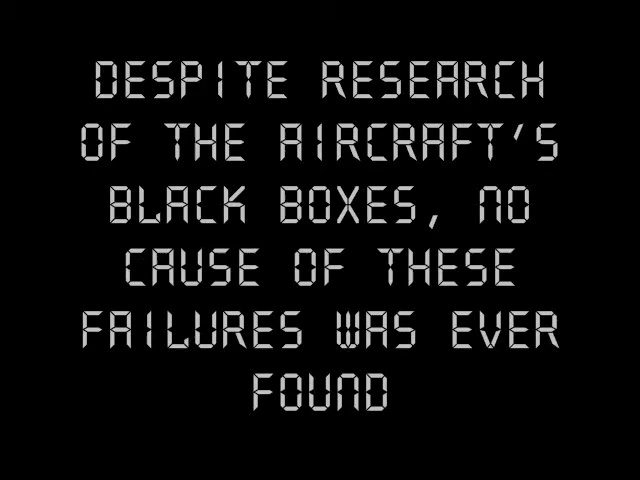 DESPITE RESEARCH
OF THE AIRCRAFT'S
BLACK BOXES, NO
CAUSE OF THESE
FAILURES WAS EVER
FOUND